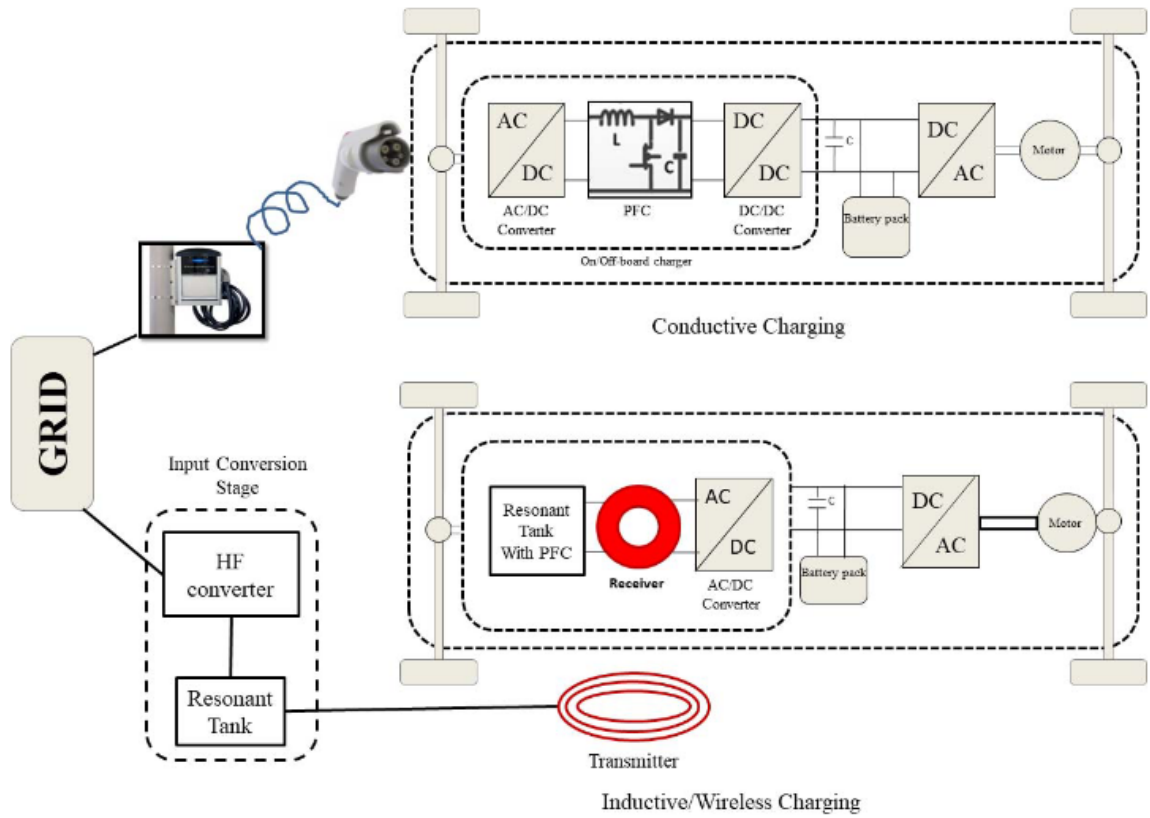 AC
DC
AC/DC
Converter
L
C
PFC
DC
DC
DC/DC
Converter
On/Off-board charger
C
Battery pack
DC
AC
Motor
Conductive Charging
GRID
Input Conversion
Stage
HF
converter
Resonant
Tank
Resonant
Tank
With PFC
Receiver
AC
DC
AC/DC
Converter
C
Battery pack
DC
AC
Motor
Transmitter
Inductive/Wireless Charging